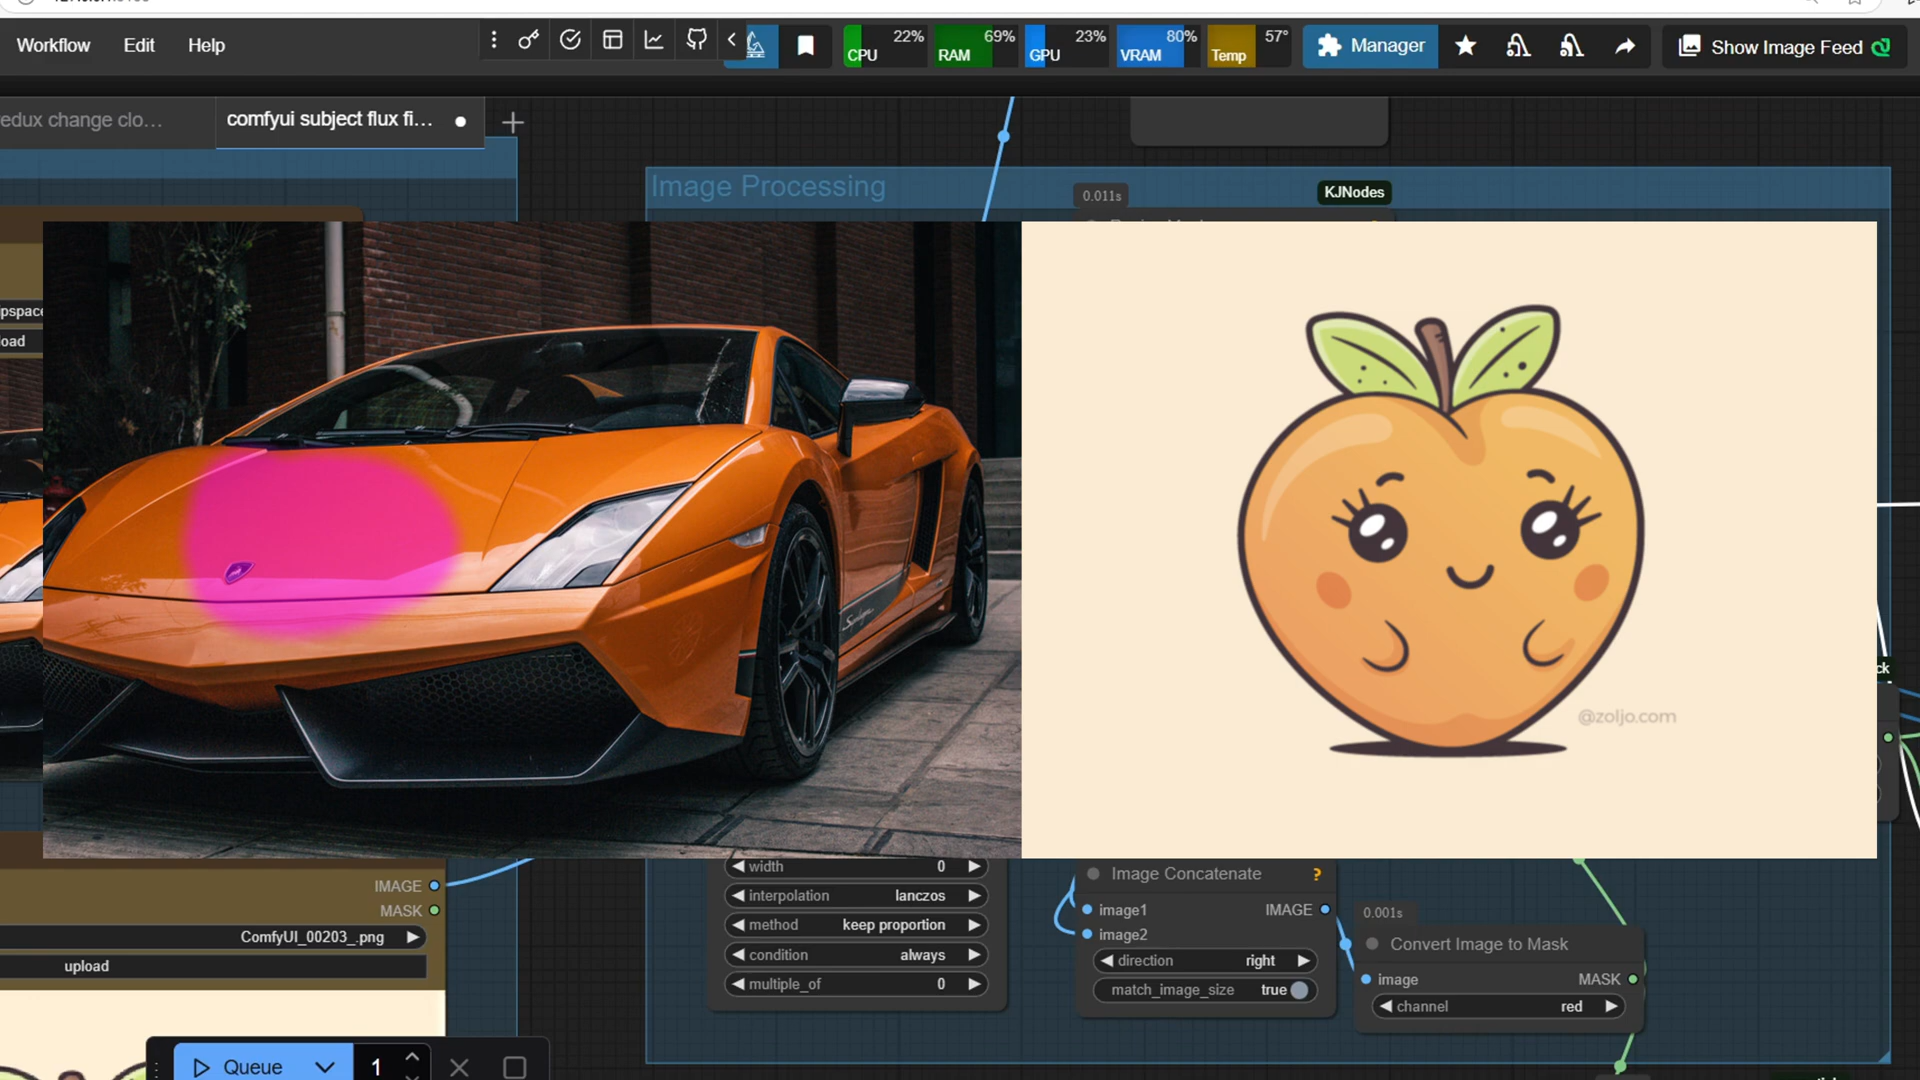 Workflow Edit Help
CPU 22% RAM 69% GPU 23% VRAM 80% Temp 57°
Manager
Show Image Feed
edux change clo... comfyui subject flux fi...
Image Processing
0.011s
KJNodes
ipspace
oad
@zoljo.com
ck
width 0
interpolation lanczos
method keep proportion
condition always
multiple_of 0
Image Concatenate ?
image1 IMAGE
image2
direction right
match_image_size true
0.001s
Convert Image to Mask
image MASK
channel red
IMAGE
MASK
ComfyUI_00203_.png
upload
Queue 1